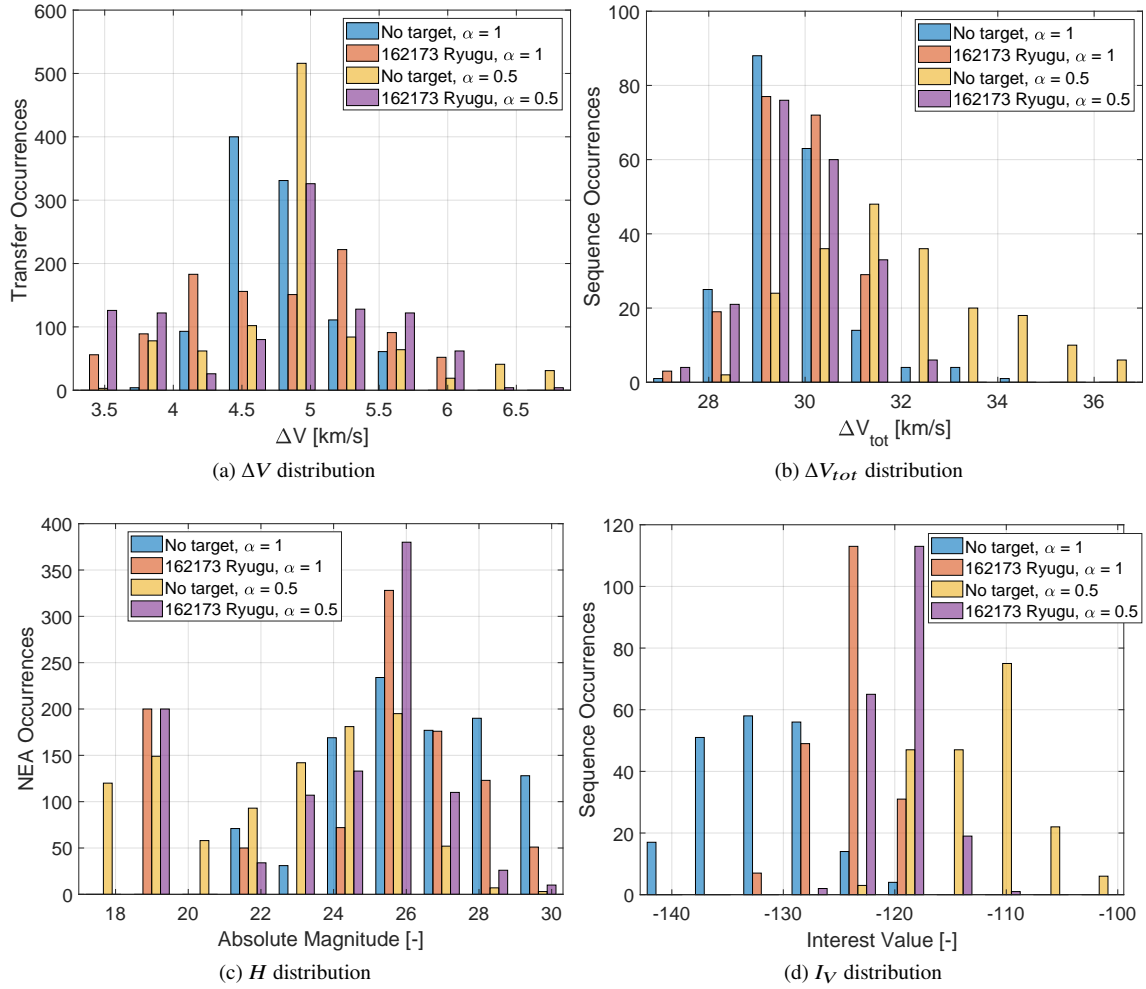 600
500
400
300
200
100
0
Transfer Occurrences
No target, α = 1
162173 Ryugu, α = 1
No target, α = 0.5
162173 Ryugu, α = 0.5
3.5 4 4.5 5 5.5 6 6.5
ΔV [km/s]
(a) ΔV distribution
100
80
60
40
20
0
Sequence Occurrences
No target, α = 1
162173 Ryugu, α = 1
No target, α = 0.5
162173 Ryugu, α = 0.5
28 30 32 34 36
ΔV_tot [km/s]
(b) ΔV_tot distribution
400
350
300
250
200
150
100
50
0
NEA Occurrences
No target, α = 1
162173 Ryugu, α = 1
No target, α = 0.5
162173 Ryugu, α = 0.5
18 20 22 24 26 28 30
Absolute Magnitude [-]
(c) H distribution
120
100
80
60
40
20
0
Sequence Occurrences
No target, α = 1
162173 Ryugu, α = 1
No target, α = 0.5
162173 Ryugu, α = 0.5
-140 -130 -120 -110 -100
Interest Value [-]
(d) I_V distribution